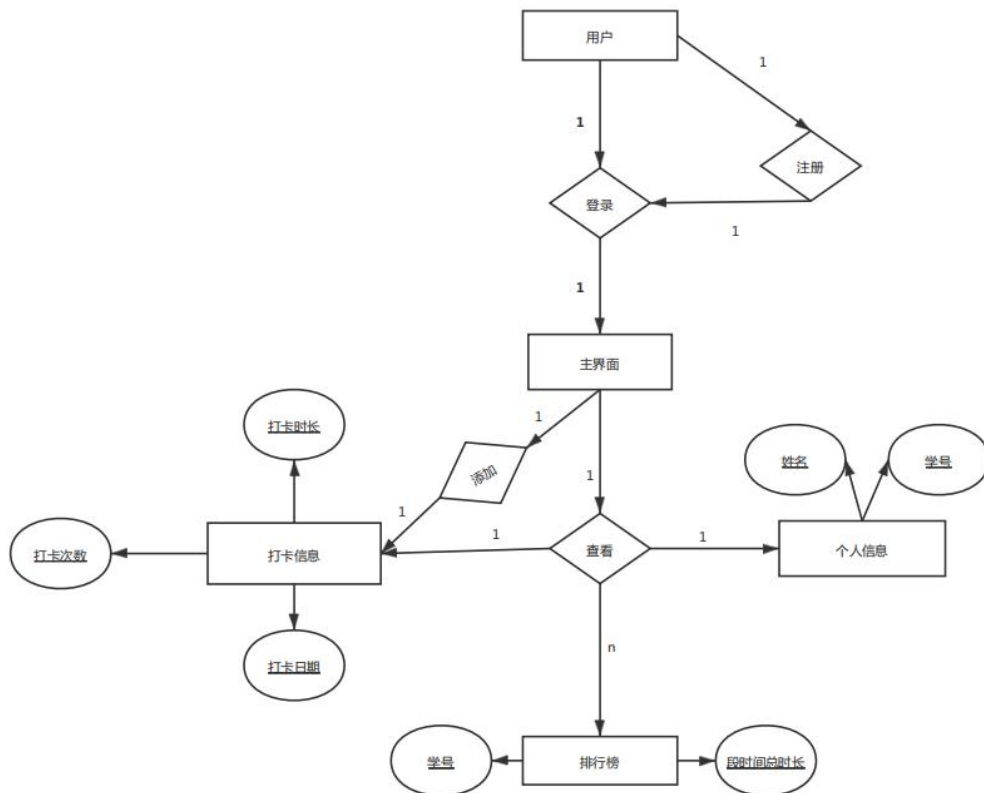 用户
1
1
注册
登录
1
1
主界面
1
打卡时长
添加
姓名
学号
1
1
1
1
打卡次数
打卡信息
查看
个人信息
n
打卡日期
学号
排行榜
段时间总时长